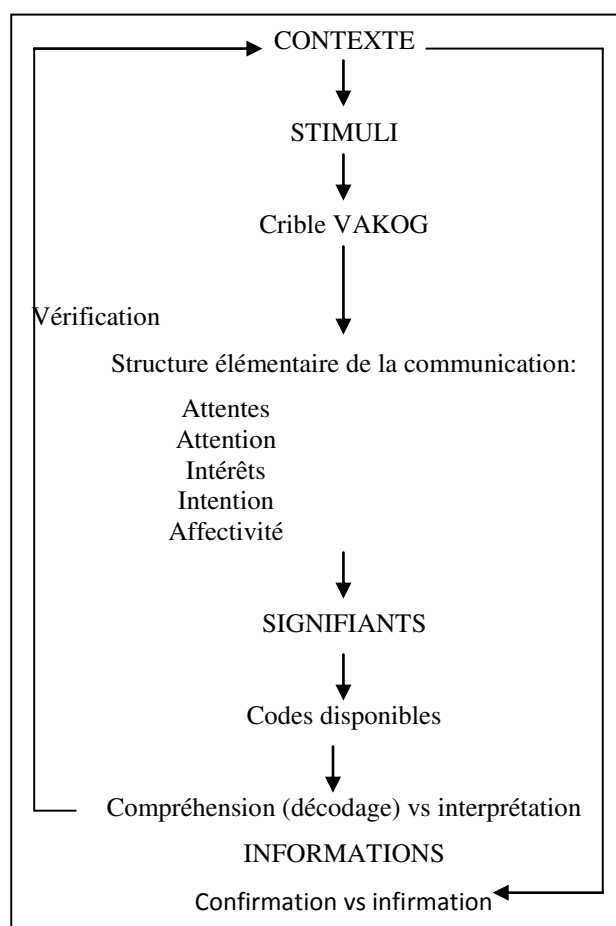 CONTEXTE
STIMULI
Crible VAKOG
Vérification
Structure élémentaire de la communication:
Attentes
Attention
Intérêts
Intention
Affectivité
SIGNIFIANTS
Codes disponibles
Compréhension (décodage) vs interprétation
INFORMATIONS
Confirmation vs infirmation